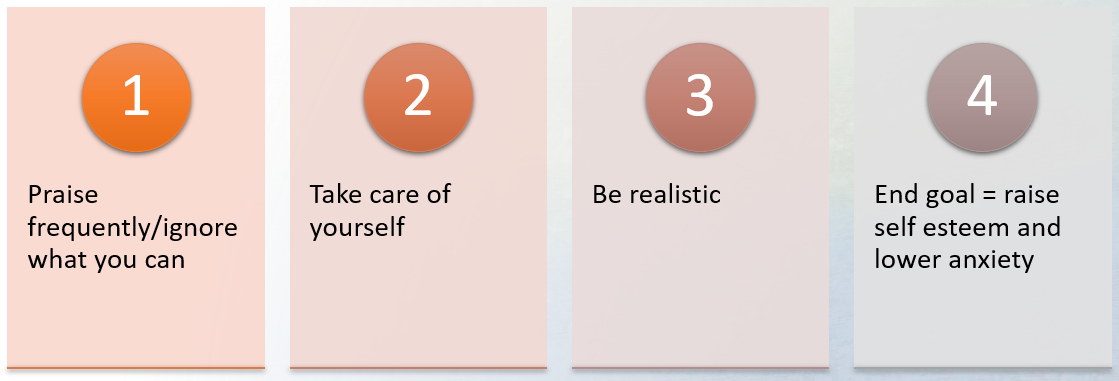 1
Praise
frequently/ignore
what you can
2
Take care of
yourself
3
Be realistic
4
End goal = raise
self esteem and
lower anxiety